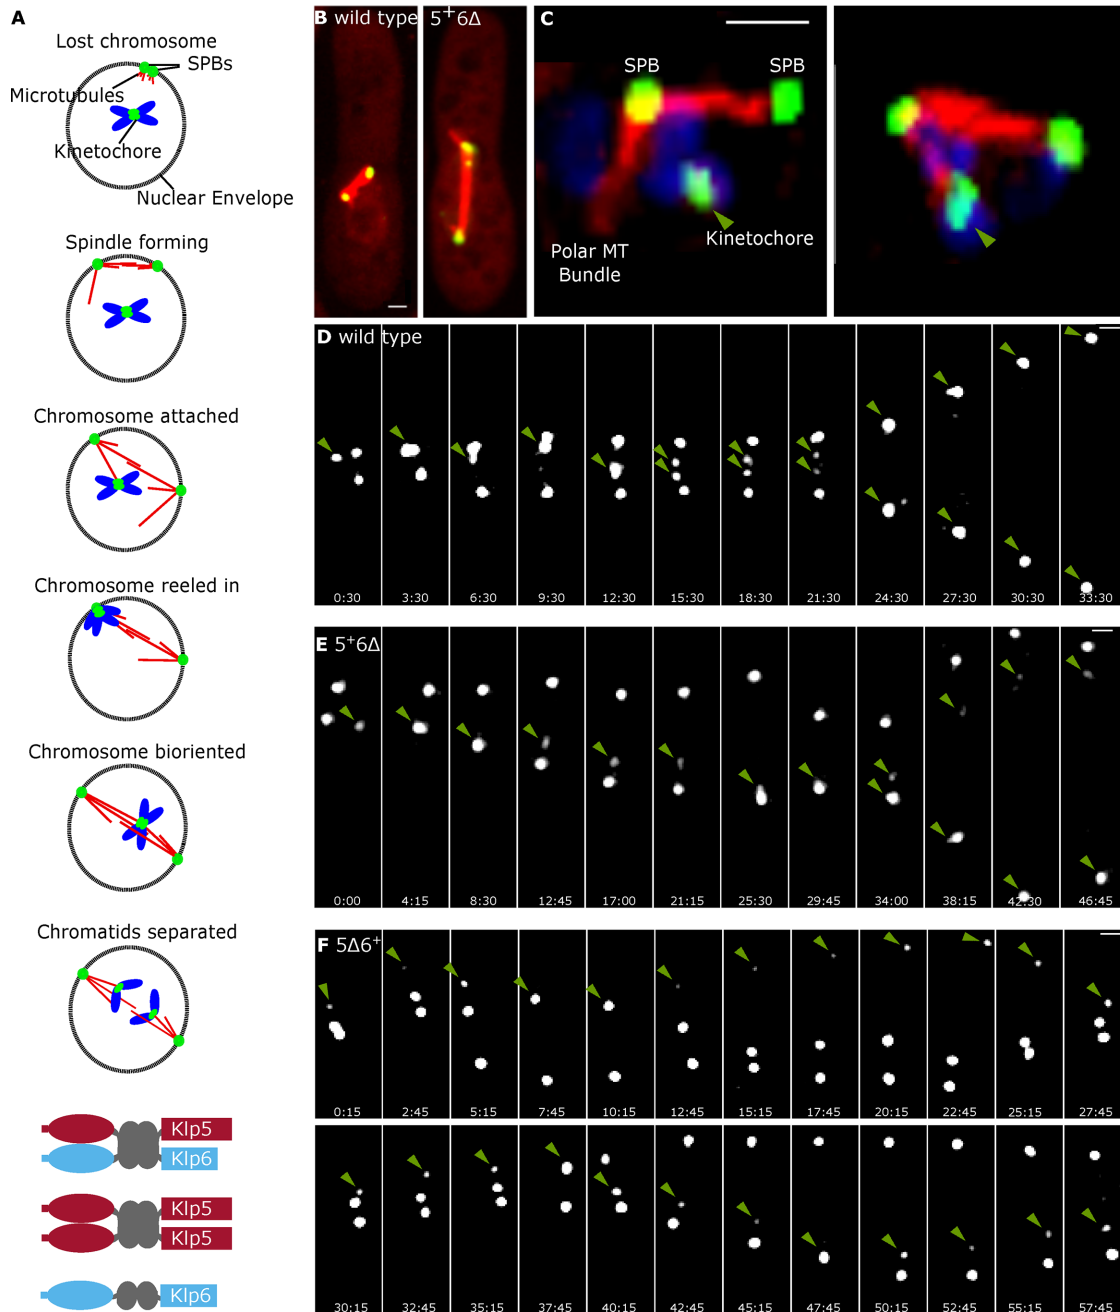 A
Lost chromosome
SPBs
Microtubules
Kinetochore
Nuclear Envelope
Spindle forming
Chromosome attached
Chromosome reeled in
Chromosome bioriented
Chromatids separated
Klp5
Klp6
Klp5
Klp5
Klp6
B wild type
5+6Δ
C
SPB
SPB
Kinetochore
Polar MT
Bundle
D wild type
0:30 3:30 6:30 9:30 12:30 15:30 18:30 21:30 24:30 27:30 30:30 33:30
E 5+6Δ
0:00 4:15 8:30 12:45 17:00 21:15 25:30 29:45 34:00 38:15 42:30 46:45
F 5Δ6+
0:15 2:45 5:15 7:45 10:15 12:45 15:15 17:45 20:15 22:45 25:15 27:45
30:15 32:45 35:15 37:45 40:15 42:45 45:15 47:45 50:15 52:45 55:15 57:45